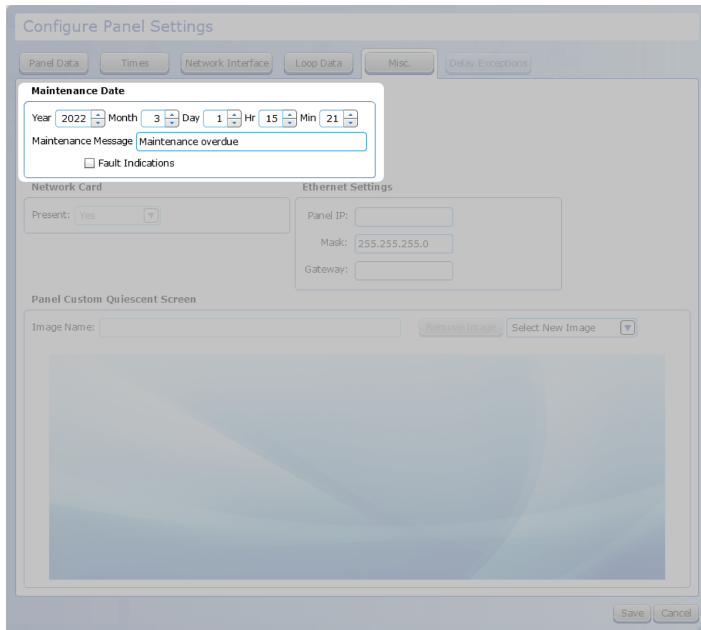 Configure Panel Settings
Panel Data Times Network Interface Loop Data Misc. Delay Exceptions
Maintenance Date
Year 2022 Month 3 Day 1 Hr 15 Min 21
Maintenance Message Maintenance overdue
Fault Indications
Network Card Ethernet Settings
Present: Yes Panel IP:
Mask: 255.255.255.0
Gateway:
Panel Custom Quiescent Screen
Image Name: Remove Image Select New Image
Save Cancel